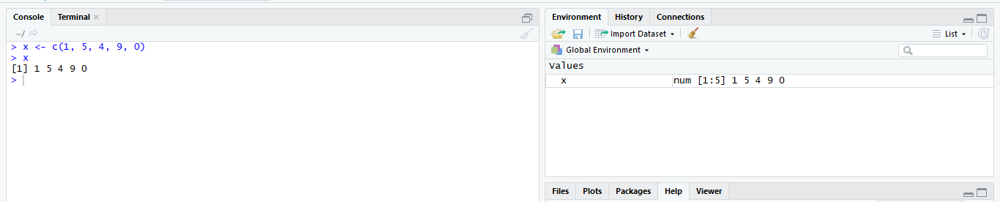 Console Terminal
~/
> x <- c(1, 5, 4, 9, 0)
> x
[1] 1 5 4 9 0
>
Environment History Connections
Import Dataset List
Global Environment
Values
x num [1:5] 1 5 4 9 0
Files Plots Packages Help Viewer